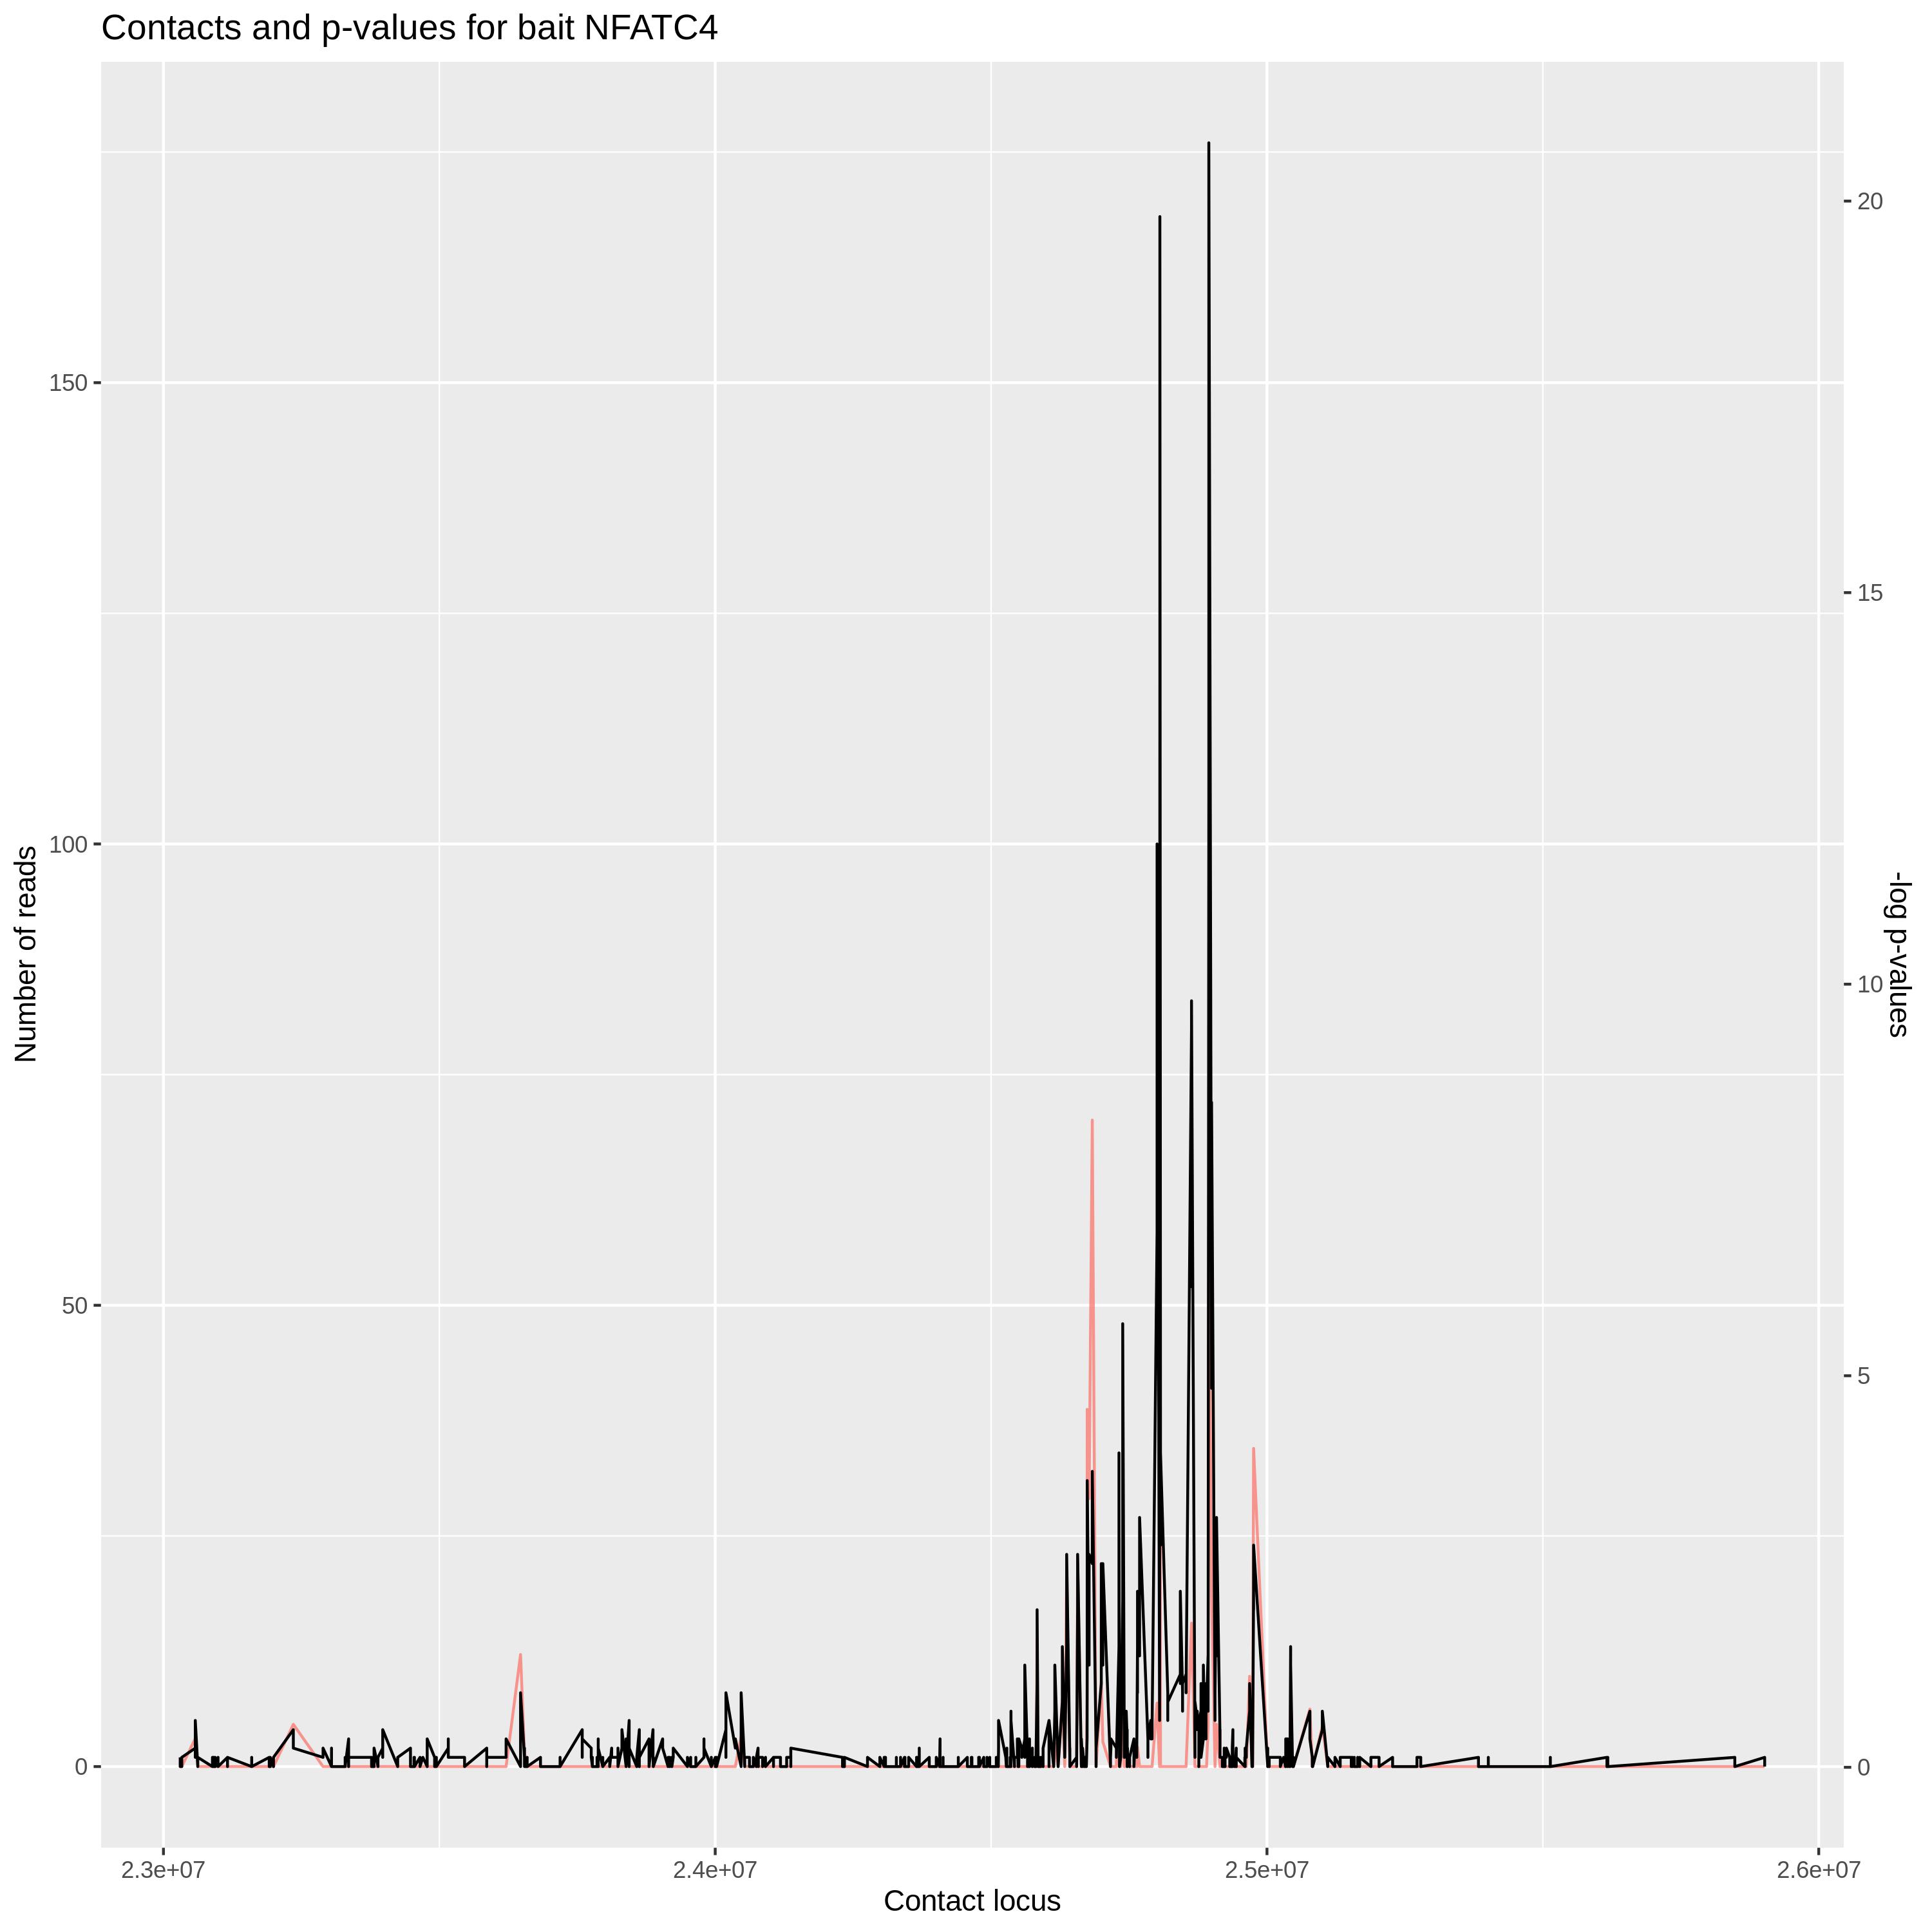 Contacts and p-values for bait NFATC4
150
100
50
0
Number of reads
20
15
10
5
0
-log p-values
2.3e+07
2.4e+07
2.5e+07
2.6e+07
Contact locus